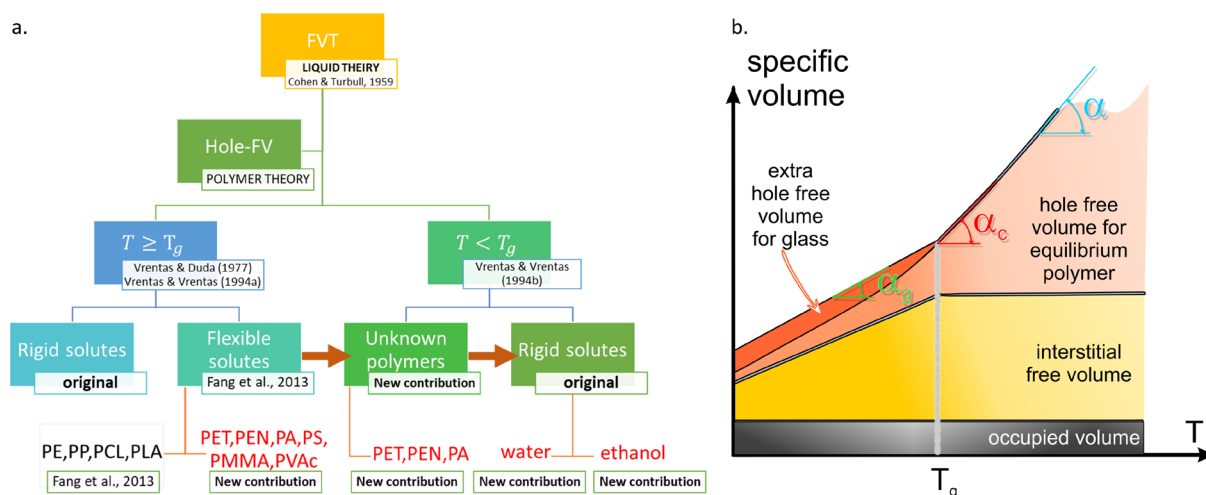 a.
FVT
LIQUID THEIRY
Cohen & Turbull, 1959
Hole-FV
POLYMER THEORY
T ≥ Tg
Vrentas & Duda (1977)
Vrentas & Vrentas (1994a)
T < Tg
Vrentas & Vrentas
(1994b)
Rigid solutes
original
Flexible
solutes
Fang et al., 2013
Unknown
polymers
New contribution
Rigid solutes
original
PE,PP,PCL,PLA
Fang et al., 2013
PET,PEN,PA,PS,
PMMA,PVAc
New contribution
PET,PEN,PA
New contribution
water
New contribution
ethanol
New contribution
b.
specific
volume
α
extra
hole free
volume
for glass
αc
αg
hole free
volume for
equilibrium
polymer
interstitial
free volume
occupied volume
T
Tg